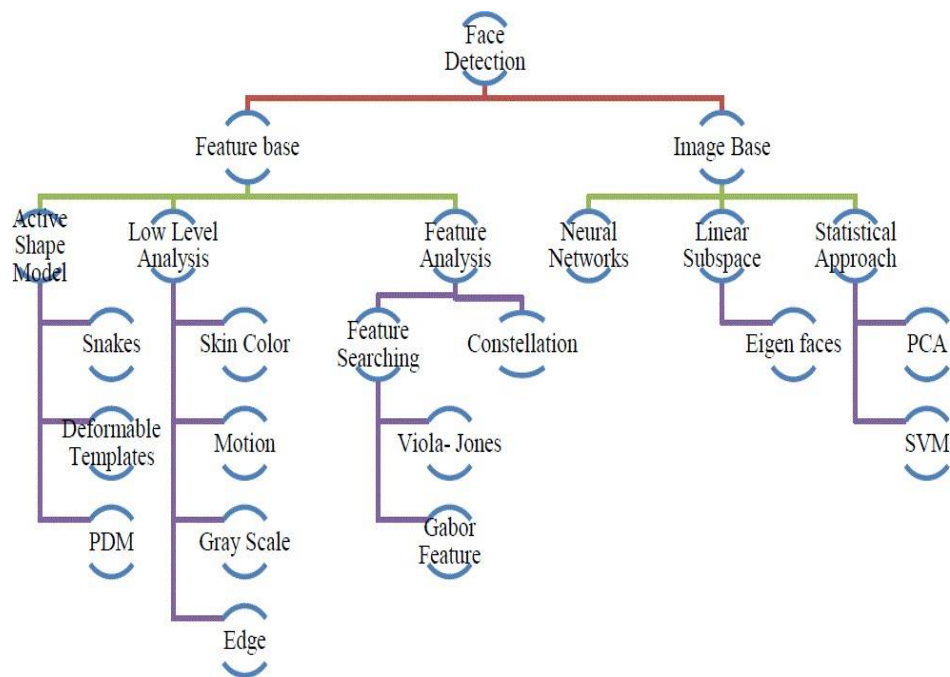 Face
Detection
Feature base
Image Base
Active
Shape
Model
Low Level
Analysis
Feature
Analysis
Neural
Networks
Linear
Subspace
Statistical
Approach
Snakes
Skin Color
Feature
Searching
Constellation
Eigen faces
PCA
Deformable
Templates
Motion
Viola- Jones
SVM
PDM
Gray Scale
Gabor
Feature
Edge